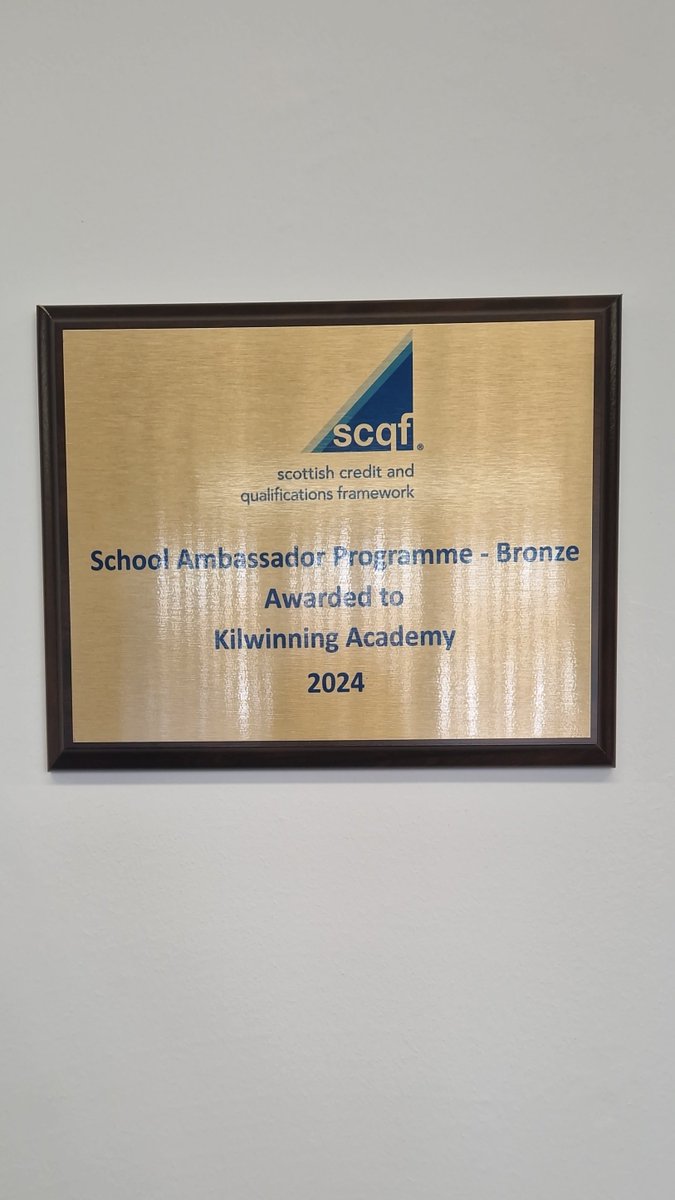 scqf®
scottish credit and
qualifications framework
School Ambassador Programme - Bronze
Awarded to
Kilwinning Academy
2024